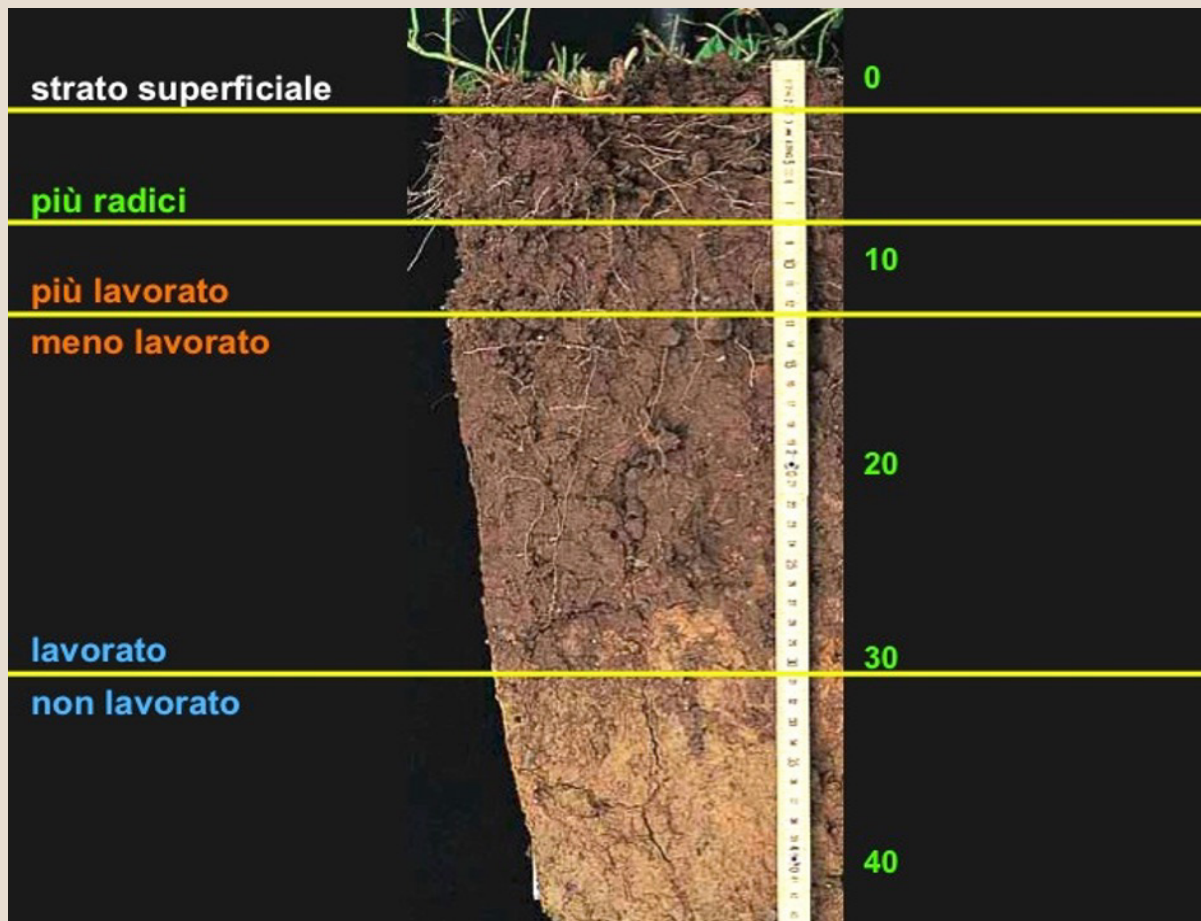 strato superficiale
0
più radici
10
più lavorato
meno lavorato
20
lavorato
30
non lavorato
40